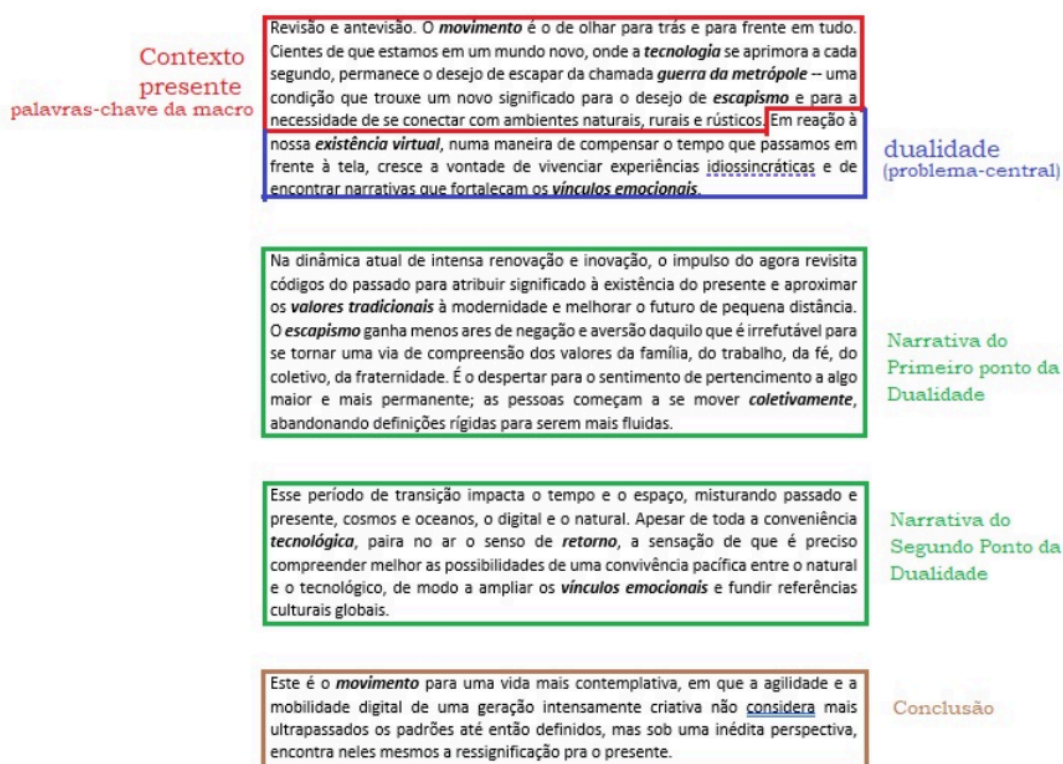 Contexto
presente
palavras-chave da macro
Revisão e antevisão. O movimento é o de olhar para trás e para frente em tudo.
Cientes de que estamos em um mundo novo, onde a tecnologia se aprimora a cada
segundo, permanece o desejo de escapar da chamada guerra da metrópole -- uma
condição que trouxe um novo significado para o desejo de escapismo e para a
necessidade de se conectar com ambientes naturais, rurais e rústicos. Em reação à
nossa existência virtual, numa maneira de compensar o tempo que passamos em
frente à tela, cresce a vontade de vivenciar experiências idiossincráticas e de
encontrar narrativas que fortaleçam os vínculos emocionais.
dualidade
(problema-central)
Na dinâmica atual de intensa renovação e inovação, o impulso do agora revisita
códigos do passado para atribuir significado à existência do presente e aproximar
os valores tradicionais à modernidade e melhorar o futuro de pequena distância.
O escapismo ganha menos ares de negação e aversão daquilo que é irrefutável para
se tornar uma via de compreensão dos valores da família, do trabalho, da fé, do
coletivo, da fraternidade. É o despertar para o sentimento de pertencimento a algo
maior e mais permanente; as pessoas começam a se mover coletivamente,
abandonando definições rígidas para serem mais fluidas.
Narrativa do
Primeiro ponto da
Dualidade
Esse período de transição impacta o tempo e o espaço, misturando passado e
presente, cosmos e oceanos, o digital e o natural. Apesar de toda a conveniência
tecnológica, paira no ar o senso de retorno, a sensação de que é preciso
compreender melhor as possibilidades de uma convivência pacífica entre o natural
e o tecnológico, de modo a ampliar os vínculos emocionais e fundir referências
culturais globais.
Narrativa do
Segundo Ponto da
Dualidade
Este é o movimento para uma vida mais contemplativa, em que a agilidade e a
mobilidade digital de uma geração intensamente criativa não considera mais
ultrapassados os padrões até então definidos, mas sob uma inédita perspectiva,
encontra neles mesmos a ressignificação pra o presente.
Conclusão